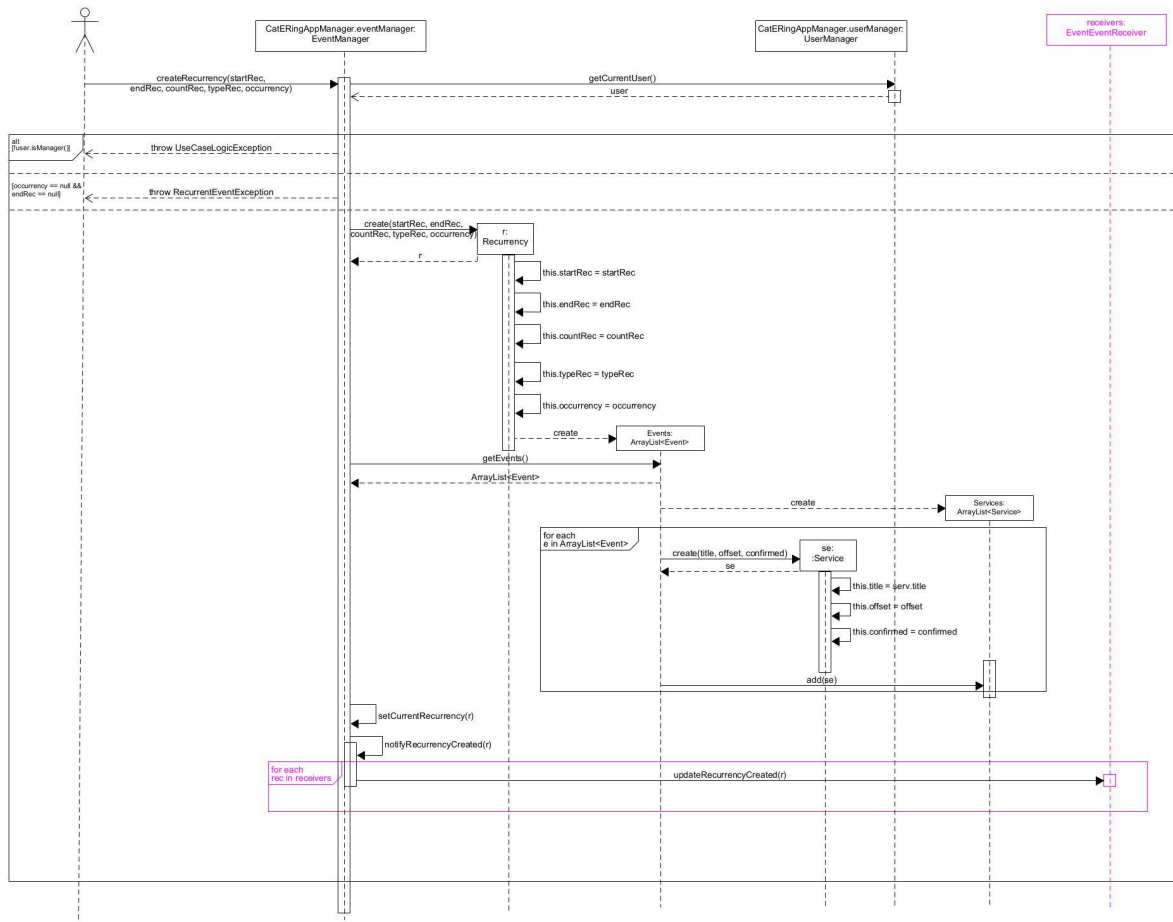 CatERingAppManager.eventManager:
EventManager
CatERingAppManager.userManager:
UserManager
receivers:
EventEventReceiver
createRecurrency(startRec,
endRec, countRec, typeRec, occurrency)
getCurrentUser()
user
alt
[!user.isManager()]
throw UseCaseLogicException
[occurrency == null &&
endRec == null]
throw RecurrentEventException
create(startRec, endRec,
countRec, typeRec, occurrency)
r:
Recurrency
r
this.startRec = startRec
this.endRec = endRec
this.countRec = countRec
this.typeRec = typeRec
this.occurrency = occurrency
create
Events:
ArrayList<Event>
getEvents()
ArrayList<Event>
create
Services:
ArrayList<Service>
for each
e in ArrayList<Event>
create(title, offset, confirmed)
se:
:Service
se
this.title = serv.title
this.offset = offset
this.confirmed = confirmed
add(se)
setCurrentRecurrency(r)
notifyRecurrencyCreated(r)
for each
rec in receivers
updateRecurrencyCreated(r)